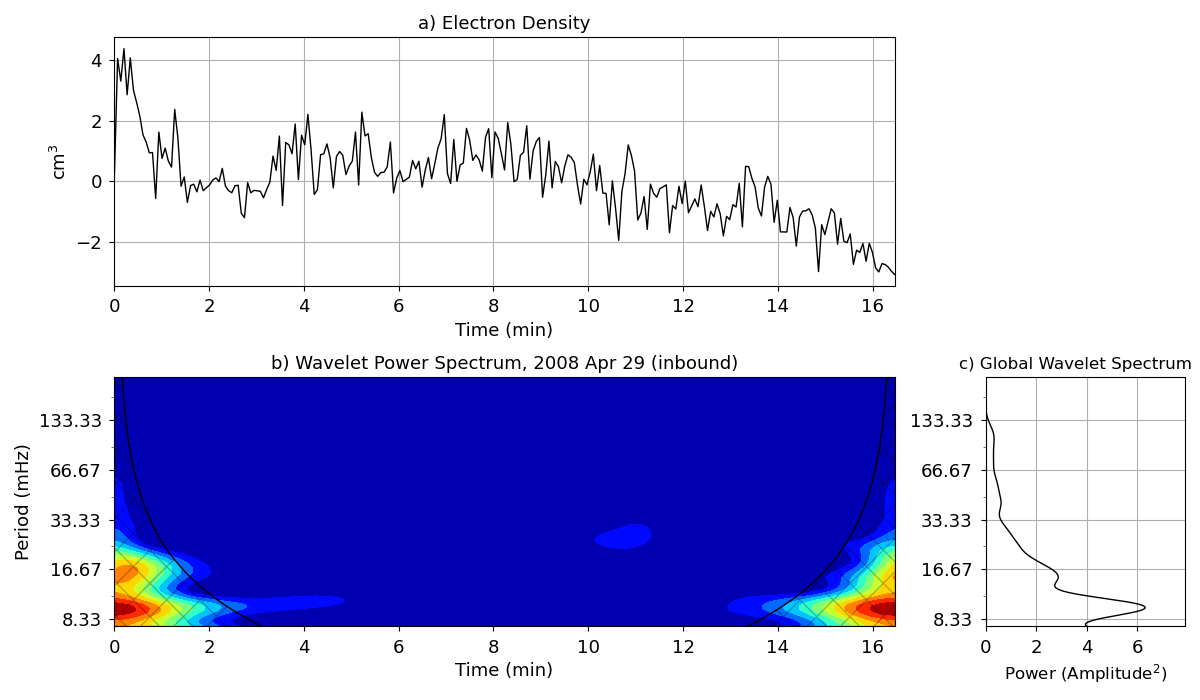 a) Electron Density
4
2
0
−2
cm³
0 2 4 6 8 10 12 14 16
Time (min)
b) Wavelet Power Spectrum, 2008 Apr 29 (inbound)
133.33
66.67
33.33
16.67
8.33
Period (mHz)
0 2 4 6 8 10 12 14 16
Time (min)
c) Global Wavelet Spectrum
133.33
66.67
33.33
16.67
8.33
0 2 4 6
Power (Amplitude²)